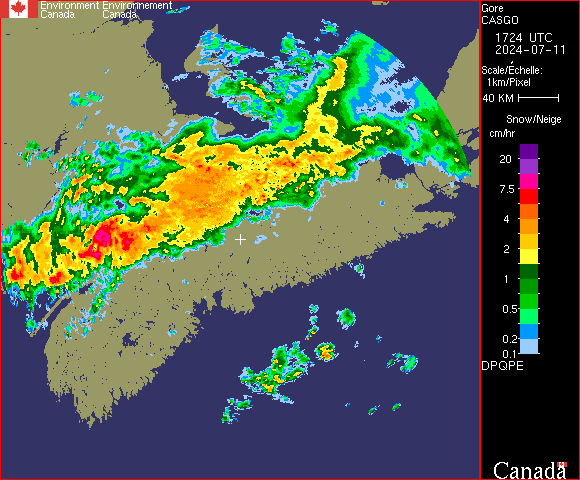 Environment Environnement
Canada Canada
Gore
CASGO
1724 UTC
2024-07-11
Scale/Échelle:
1km/Pixel
40 KM
Snow/Neige
cm/hr
20
7.5
4
2
1
0.5
0.2
0.1
DPQPE
Canada